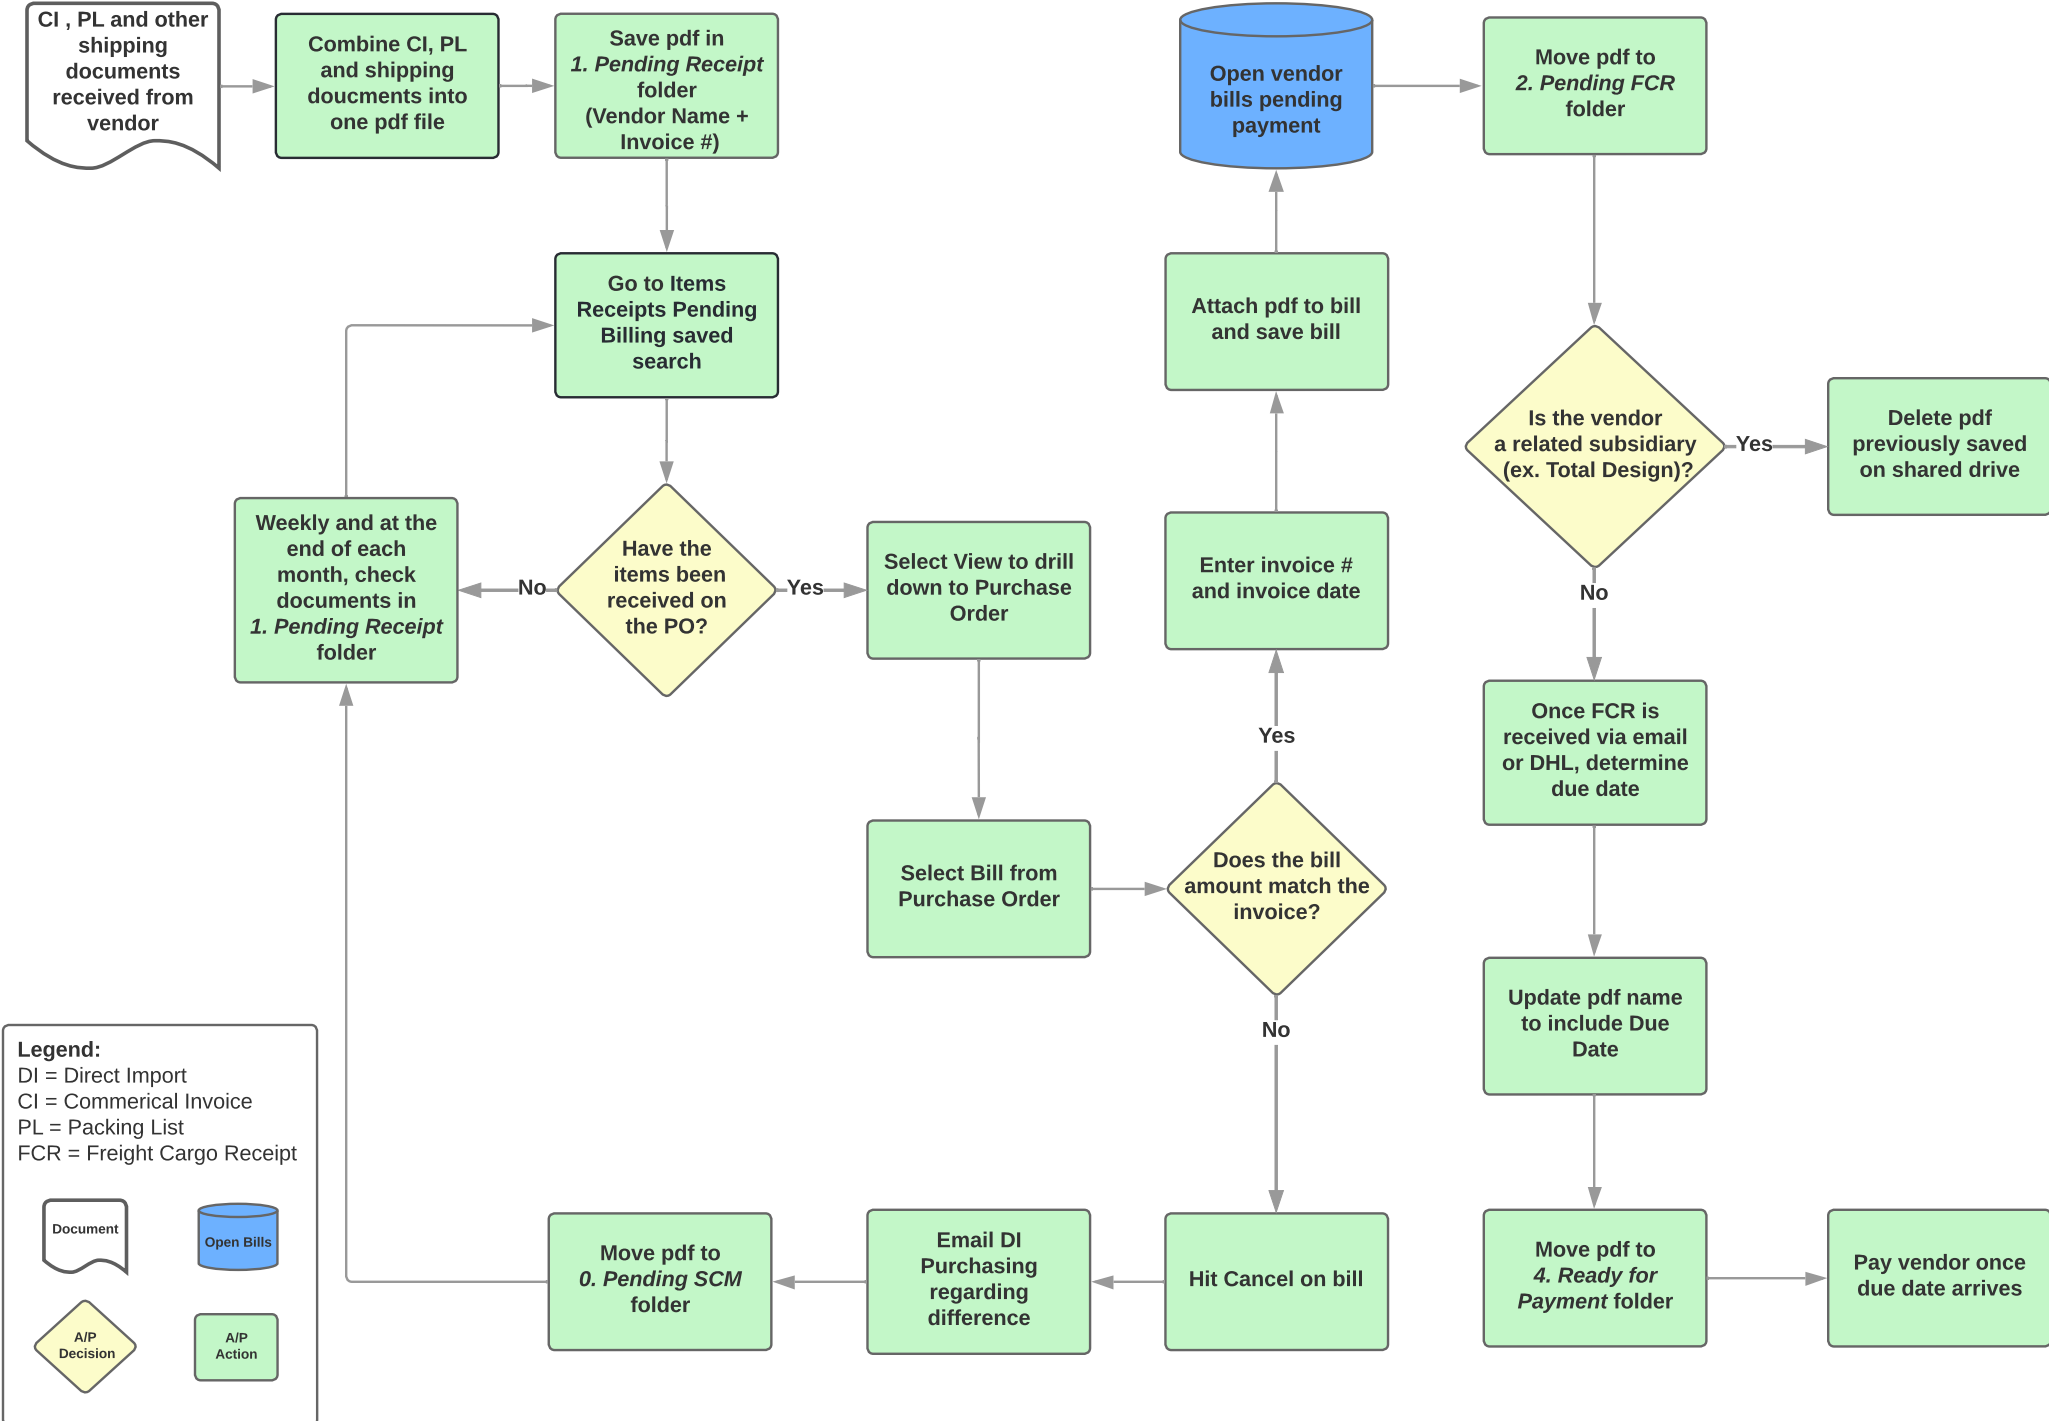 CI , PL and other
shipping
documents
received from
vendor
Combine CI, PL
and shipping
doucments into
one pdf file
Save pdf in
1. Pending Receipt
folder
(Vendor Name +
Invoice #)
Open vendor
bills pending
payment
Move pdf to
2. Pending FCR
folder
Go to Items
Receipts Pending
Billing saved
search
Attach pdf to bill
and save bill
Is the vendor
a related subsidiary
(ex. Total Design)?
Yes
Delete pdf
previously saved
on shared drive
Weekly and at the
end of each
month, check
documents in
1. Pending Receipt
folder
No
Have the
items been
received on
the PO?
Yes
Select View to drill
down to Purchase
Order
Enter invoice #
and invoice date
No
Once FCR is
received via email
or DHL, determine
due date
Yes
Select Bill from
Purchase Order
Does the bill
amount match the
invoice?
No
Update pdf name
to include Due
Date
Move pdf to
0. Pending SCM
folder
Email DI
Purchasing
regarding
difference
Hit Cancel on bill
Move pdf to
4. Ready for
Payment folder
Pay vendor once
due date arrives
Legend:
DI = Direct Import
CI = Commerical Invoice
PL = Packing List
FCR = Freight Cargo Receipt
Document
Open Bills
A/P
Decision
A/P
Action